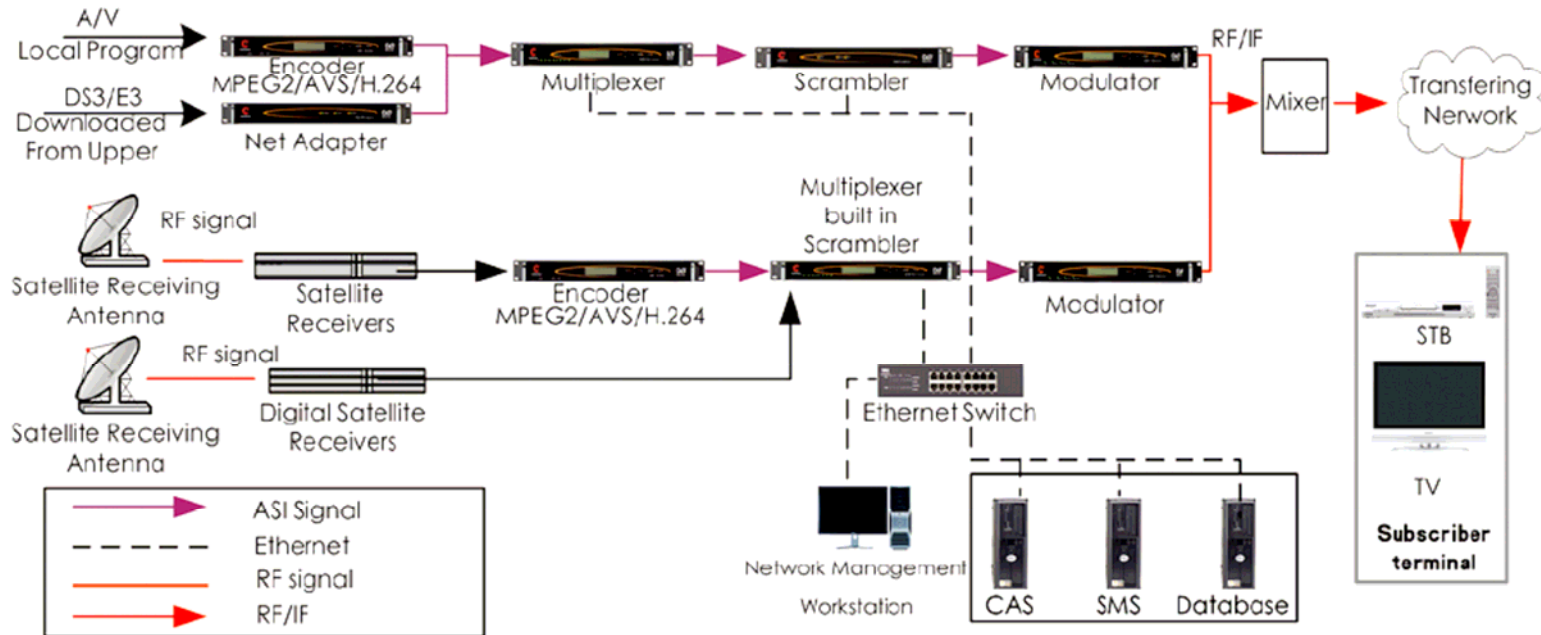 A/V
Local Program
DS3/E3
Downloaded
From Upper
Encoder
MPEG2/AVS/H.264
Net Adapter
Multiplexer
Scrambler
Modulator
RF/IF
Mixer
Transfering
Nerwork
RF signal
Satellite Receiving
Antenna
Satellite
Receivers
Encoder
MPEG2/AVS/H.264
Multiplexer
built in
Scrambler
Modulator
RF signal
Satellite Receiving
Antenna
Digital Satellite
Receivers
Ethernet Switch
STB
TV
Subscriber
terminal
Network Management
Workstation
CAS
SMS
Database
ASI Signal
Ethernet
RF signal
RF/IF